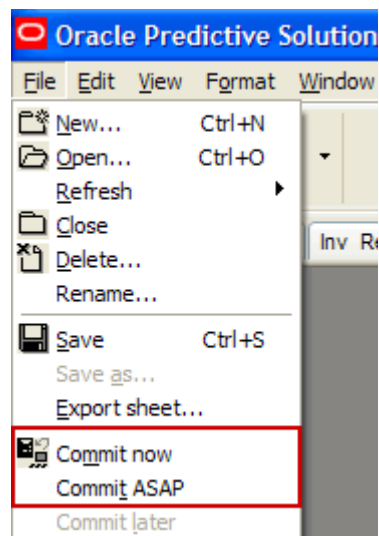 Oracle Predictive Solution
File Edit View Format Window
New... Ctrl+N
Open... Ctrl+O
Refresh
Close
Inv Re
Delete...
Rename...
Save Ctrl+S
Save as...
Export sheet...
Commit now
Commit ASAP
Commit later